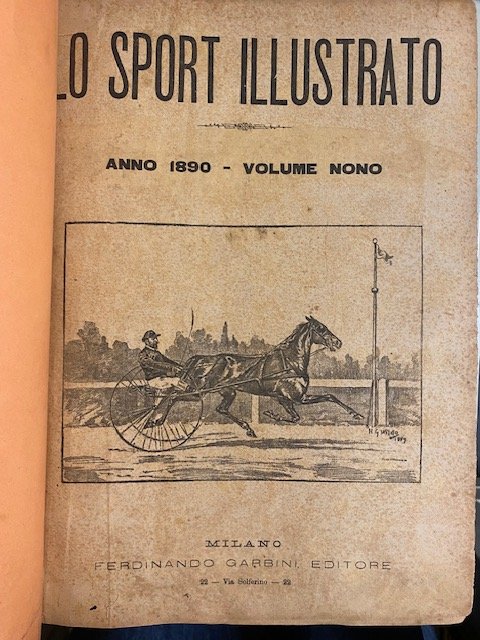 LO SPORT ILLUSTRATO
ANNO 1890 - VOLUME NONO
MILANO
FERDINANDO GARBINI, EDITORE
22 — Via Solferino — 22